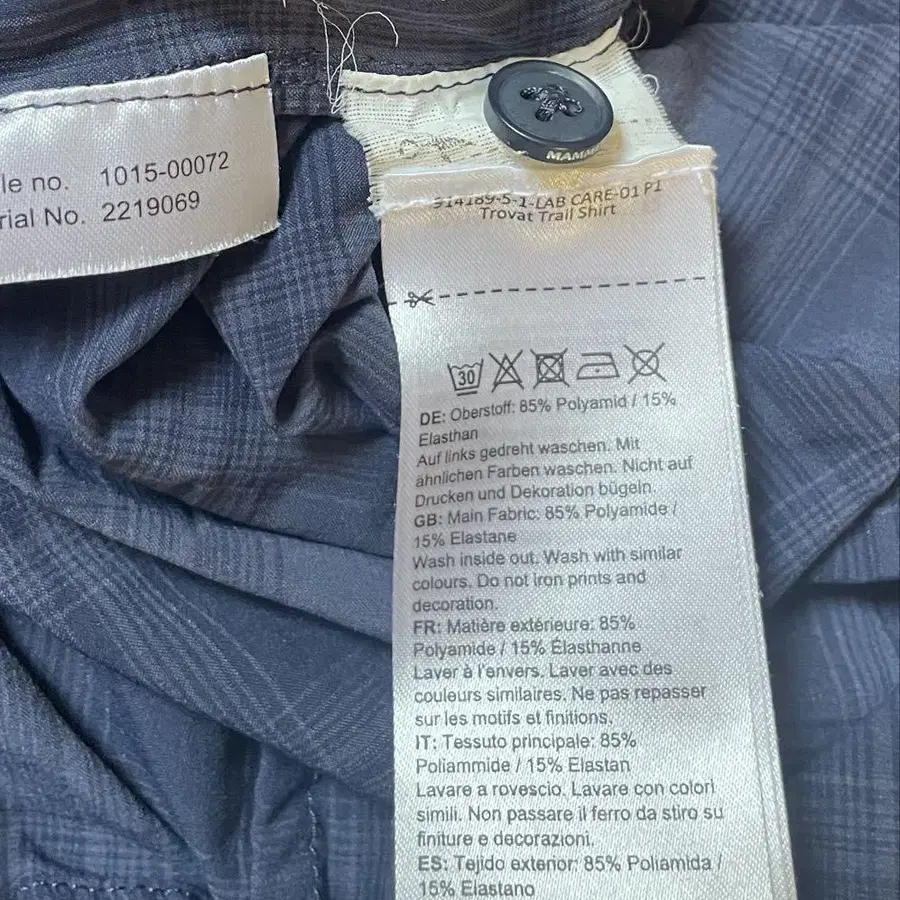 le no. 1015-00072
rial No. 2219069
MAMM
914189-5-1-LAB CARE-01 P1
Trovat Trail Shirt
30
DE: Oberstoff: 85% Polyamid / 15%
Elasthan
Auf links gedreht waschen. Mit
ähnlichen Farben waschen. Nicht auf
Drucken und Dekoration bügeln.
GB: Main Fabric: 85% Polyamide /
15% Elastane
Wash inside out. Wash with similar
colours. Do not iron prints and
decoration.
FR: Matière extérieure: 85%
Polyamide / 15% Élasthanne
Laver à l'envers. Laver avec des
couleurs similaires. Ne pas repasser
sur les motifs et finitions.
IT: Tessuto principale: 85%
Poliammide / 15% Elastan
Lavare a rovescio. Lavare con colori
simili. Non passare il ferro da stiro su
finiture e decorazioni.
ES: Tejido exterior: 85% Poliamida /
15% Elastano